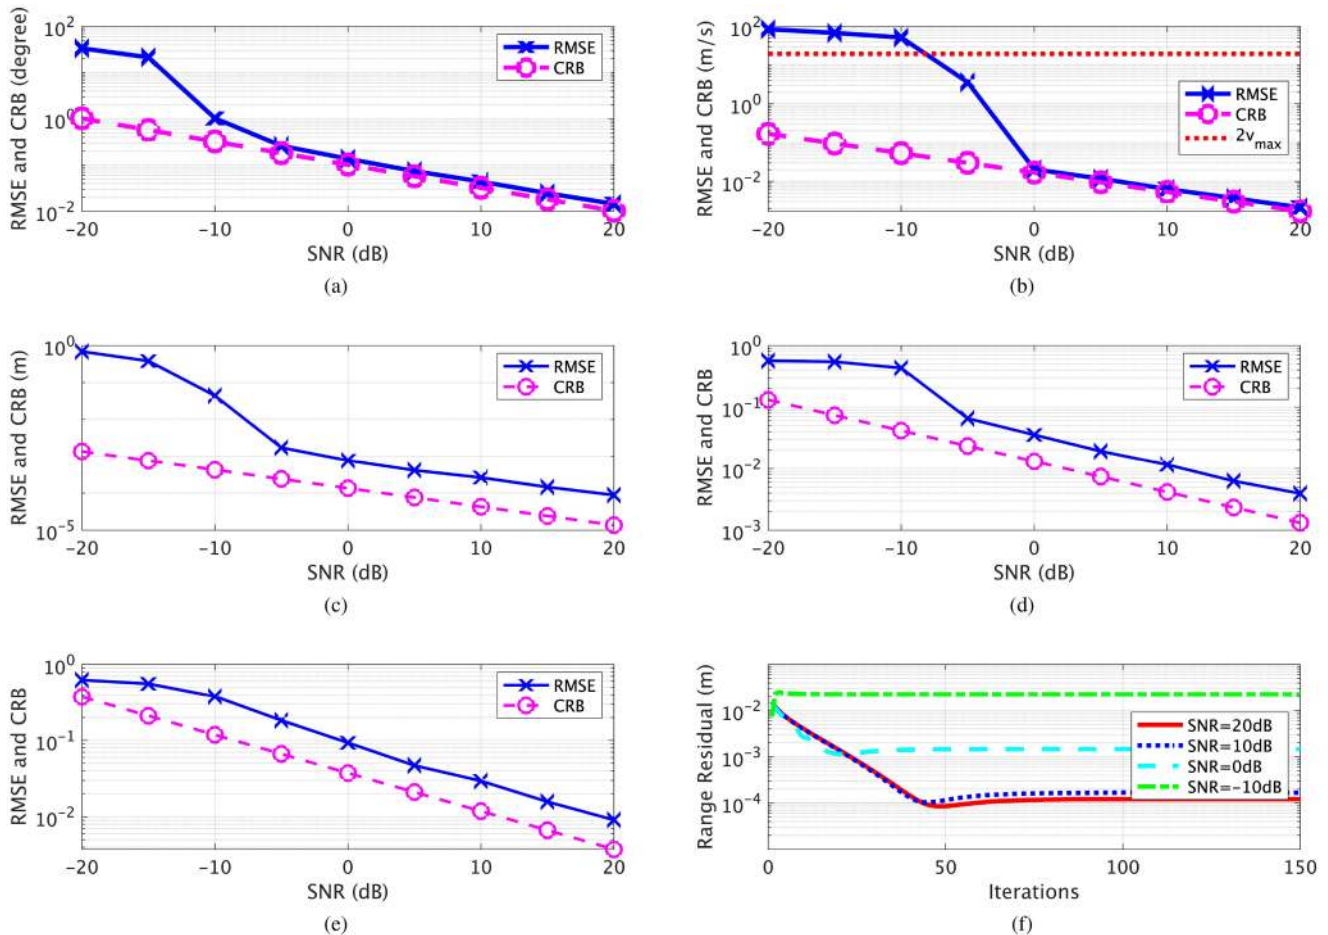 RMSE and CRB (degree)
10^2
10^0
10^-2
-20
-10
0
10
20
SNR (dB)
RMSE
CRB
(a)
RMSE and CRB (m/s)
10^2
10^0
10^-2
-20
-10
0
10
20
SNR (dB)
RMSE
CRB
2v_max
(b)
RMSE and CRB (m)
10^0
10^-5
-20
-10
0
10
20
SNR (dB)
RMSE
CRB
(c)
RMSE and CRB
10^0
10^-1
10^-2
10^-3
-20
-10
0
10
20
SNR (dB)
RMSE
CRB
(d)
RMSE and CRB
10^0
10^-1
10^-2
-20
-10
0
10
20
SNR (dB)
RMSE
CRB
(e)
Range Residual (m)
10^-2
10^-3
10^-4
0
50
100
150
Iterations
SNR=20dB
SNR=10dB
SNR=0dB
SNR=-10dB
(f)